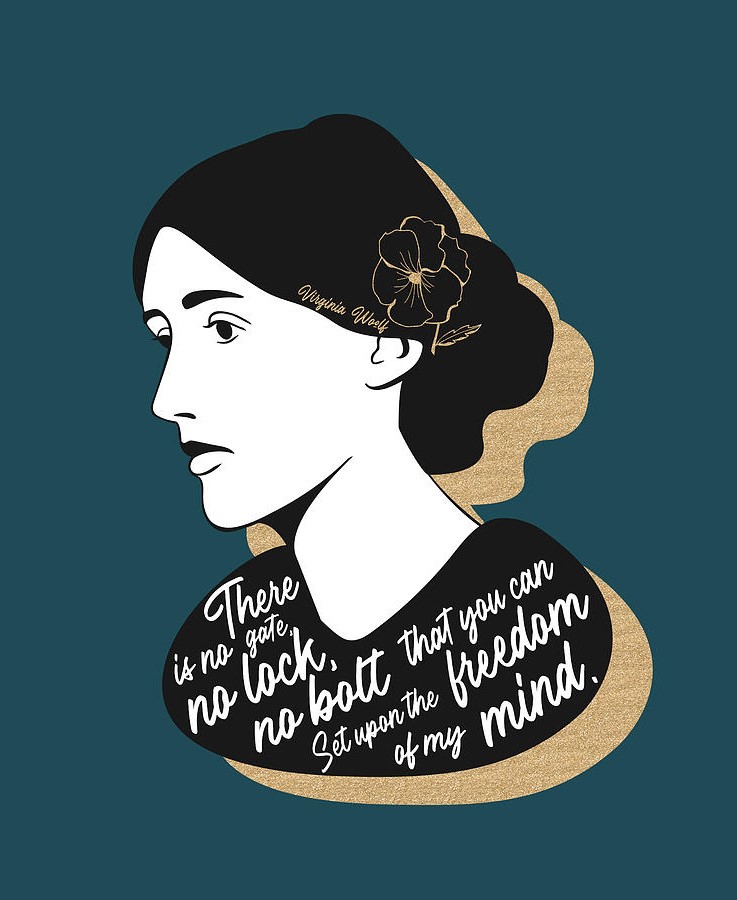 Virginia Woolf
There
is no gate,
no lock,
no bolt that you can
Set upon the freedom
of my mind.